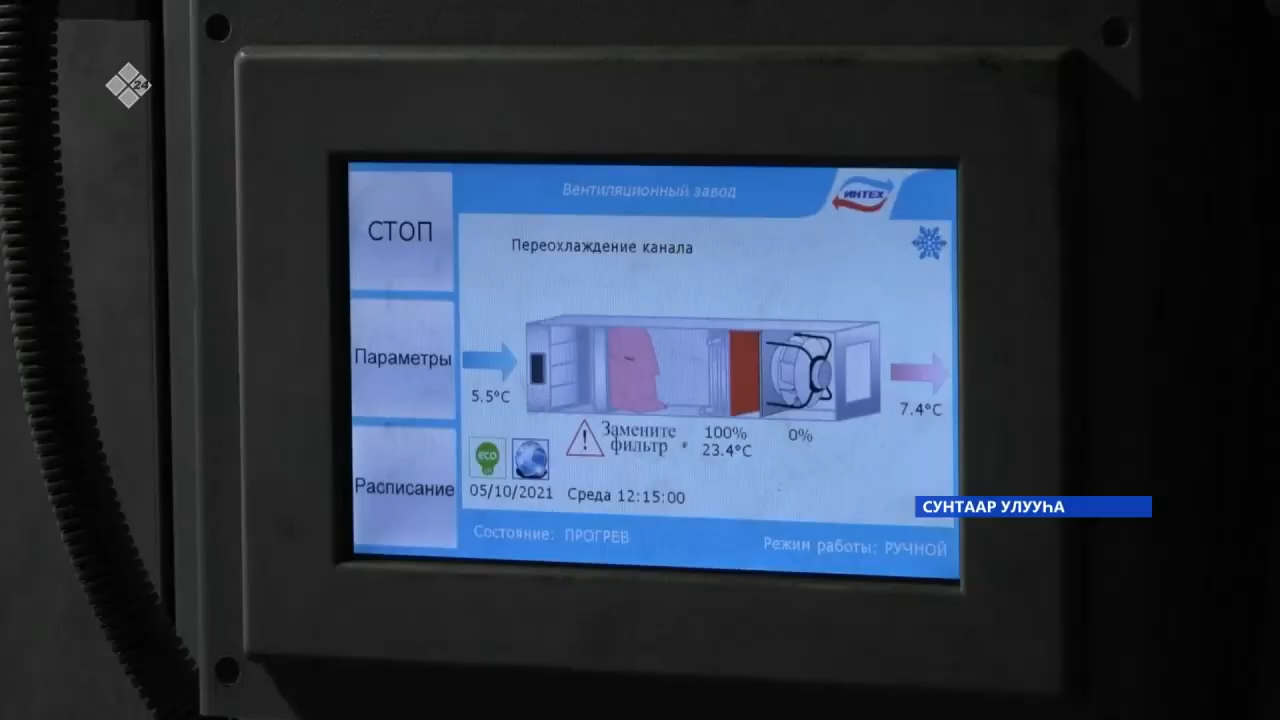 24
Вентиляционный завод
ИНТЕХ
СТОП
Переохлаждение канала
Параметры
5.5°C
7.4°C
Замените
фильтр
100%
23.4°C
0%
eco
Расписание
05/10/2021 Среда 12:15:00
СУНТААР УЛУУҺА
Состояние: ПРОГРЕВ
Режим работы: РУЧНОЙ